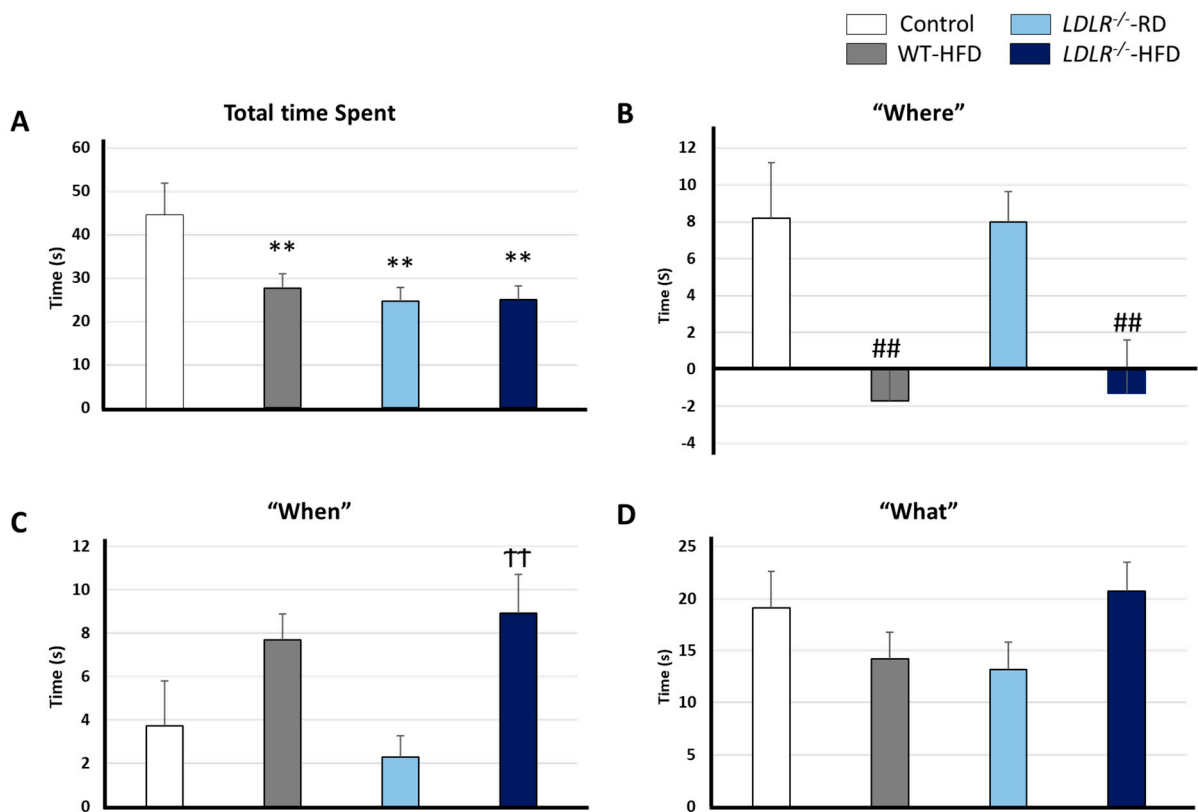 Control LDLR-/--RD
WT-HFD LDLR-/--HFD
A
Total time Spent
60
50
40
30
20
10
0
Time (s)
**
**
**
B
“Where”
12
10
8
6
4
2
0
-2
-4
Time (S)
##
##
C
“When”
12
10
8
6
4
2
0
Time (s)
††
D
“What”
25
20
15
10
5
0
Time (s)